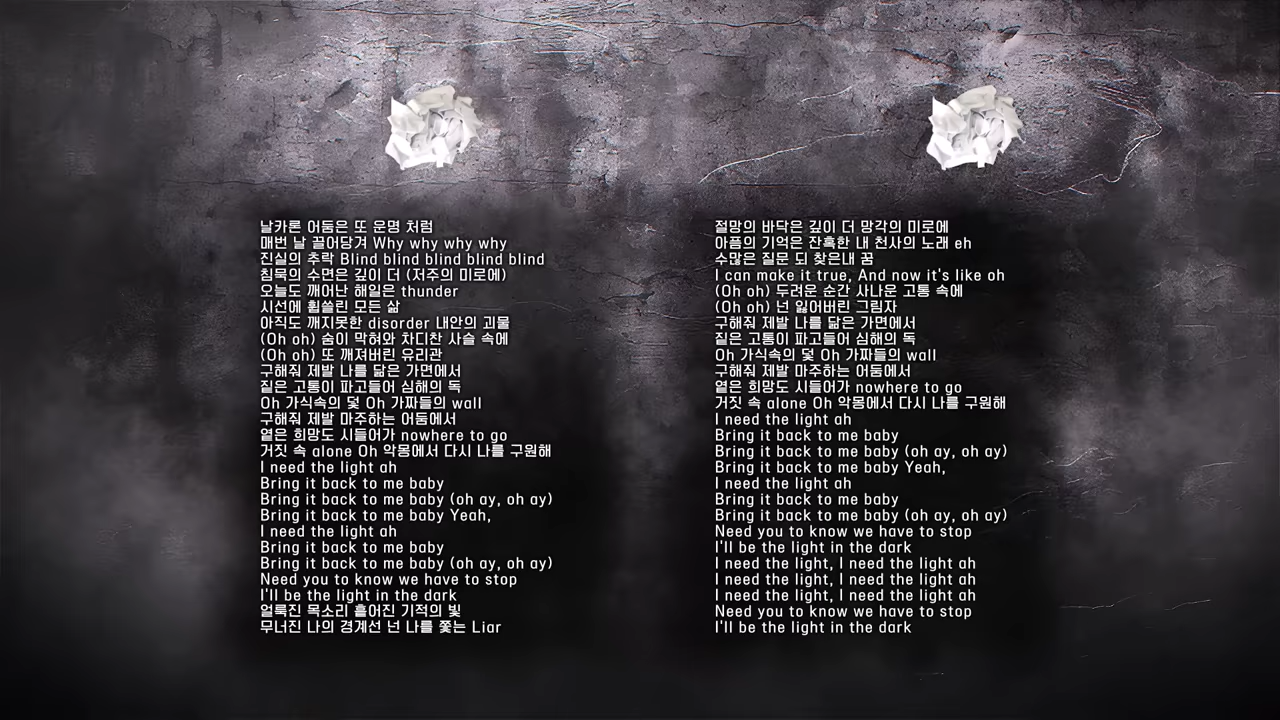 날카론 어둠은 또 운명 처럼
매번 날 끌어당겨 Why why why why
진실의 추락 Blind blind blind blind blind
침묵의 수면은 깊이 더 (저주의 미로에)
오늘도 깨어난 해일은 thunder
시선에 휩쓸린 모든 삶
아직도 깨지못한 disorder 내안의 괴물
(Oh oh) 숨이 막혀와 차디찬 사슬 속에
(Oh oh) 또 깨져버린 유리관
구해줘 제발 나를 닮은 가면에서
짙은 고통이 파고들어 심해의 독
Oh 가식속의 덫 Oh 가짜들의 wall
구해줘 제발 마주하는 어둠에서
옅은 희망도 시들어가 nowhere to go
거짓 속 alone Oh 악몽에서 다시 나를 구원해
I need the light ah
Bring it back to me baby
Bring it back to me baby (oh ay, oh ay)
Bring it back to me baby Yeah,
I need the light ah
Bring it back to me baby
Bring it back to me baby (oh ay, oh ay)
Need you to know we have to stop
I'll be the light in the dark
얼룩진 목소리 흩어진 기적의 빛
무너진 나의 경계선 넌 나를 쫓는 Liar
절망의 바닥은 깊이 더 망각의 미로에
아픔의 기억은 잔혹한 내 천사의 노래 eh
수많은 질문 되 찾은내 꿈
I can make it true, And now it's like oh
(Oh oh) 두려운 순간 사나운 고통 속에
(Oh oh) 넌 잃어버린 그림자
구해줘 제발 나를 닮은 가면에서
짙은 고통이 파고들어 심해의 독
Oh 가식속의 덫 Oh 가짜들의 wall
구해줘 제발 마주하는 어둠에서
옅은 희망도 시들어가 nowhere to go
거짓 속 alone Oh 악몽에서 다시 나를 구원해
I need the light ah
Bring it back to me baby
Bring it back to me baby (oh ay, oh ay)
Bring it back to me baby Yeah,
I need the light ah
Bring it back to me baby
Bring it back to me baby (oh ay, oh ay)
Need you to know we have to stop
I'll be the light in the dark
I need the light, I need the light ah
I need the light, I need the light ah
I need the light, I need the light ah
Need you to know we have to stop
I'll be the light in the dark